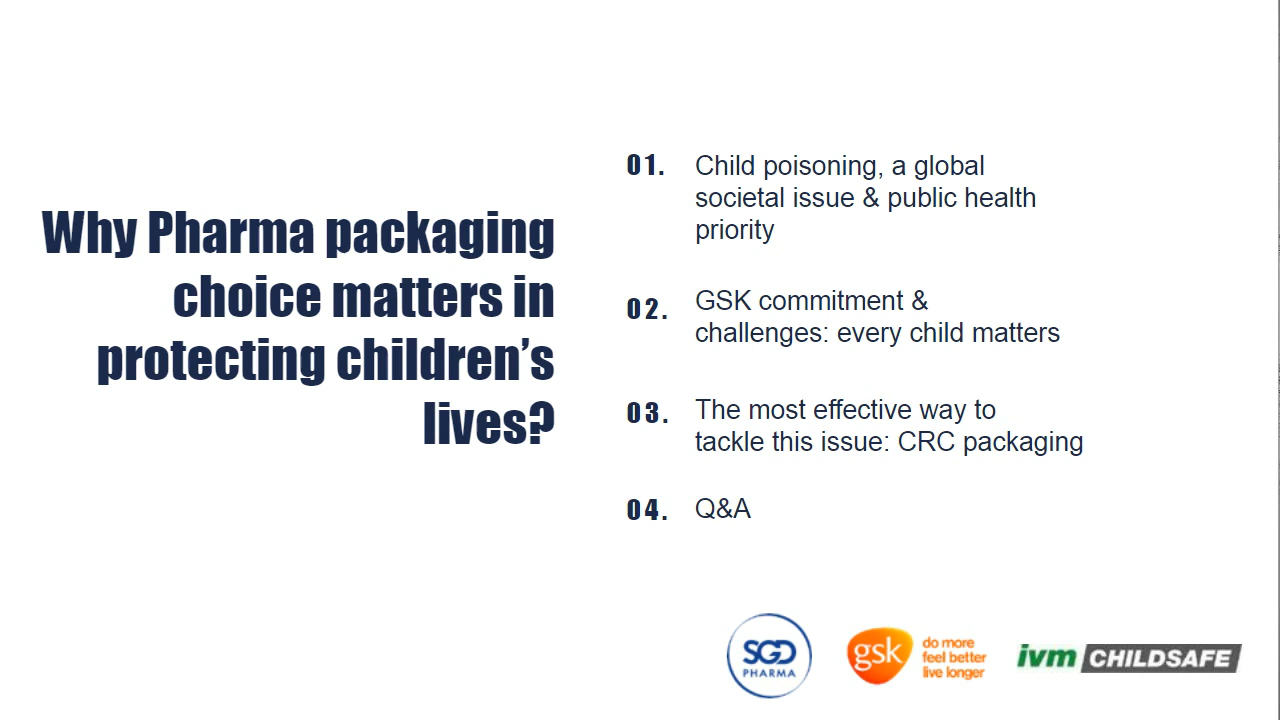 Why Pharma packaging
choice matters in
protecting children’s
lives?
01.
Child poisoning, a global
societal issue & public health
priority
02.
GSK commitment &
challenges: every child matters
03.
The most effective way to
tackle this issue: CRC packaging
04.
Q&A
SGD
PHARMA
gsk
do more
feel better
live longer
ivm CHILDSAFE